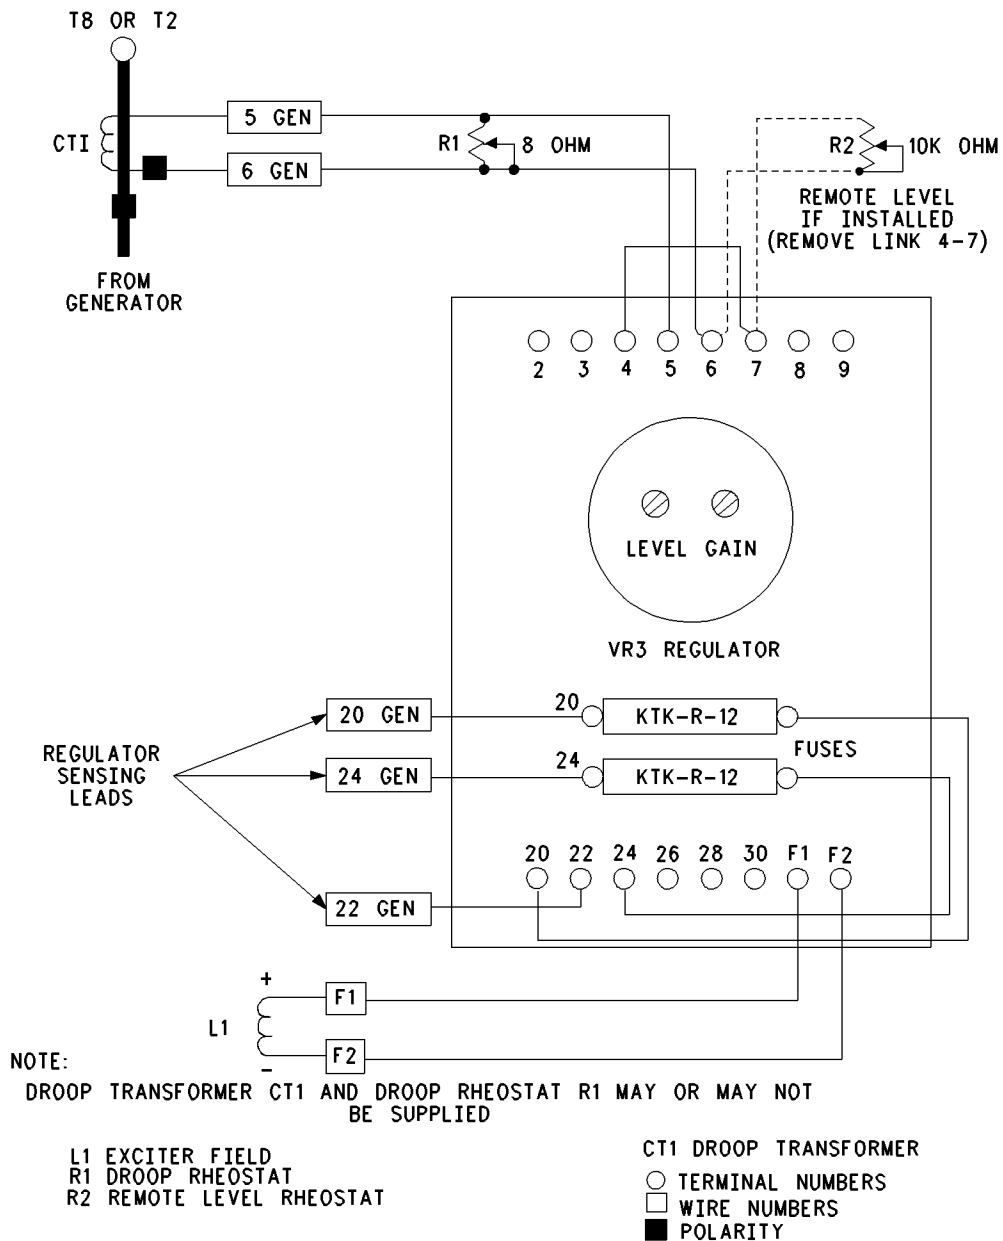 T8 OR T2
CTI
5 GEN
6 GEN
R1
8 OHM
R2
10K OHM
REMOTE LEVEL
IF INSTALLED
(REMOVE LINK 4-7)
FROM
GENERATOR
2 3 4 5 6 7 8 9
LEVEL GAIN
VR3 REGULATOR
20 GEN
20
KTK-R-12
FUSES
REGULATOR
SENSING
LEADS
24 GEN
24
KTK-R-12
20 22 24 26 28 30 F1 F2
22 GEN
+
F1
L1
F2
-
NOTE:
DROOP TRANSFORMER CT1 AND DROOP RHEOSTAT R1 MAY OR MAY NOT
BE SUPPLIED
L1 EXCITER FIELD
R1 DROOP RHEOSTAT
R2 REMOTE LEVEL RHEOSTAT
CT1 DROOP TRANSFORMER
TERMINAL NUMBERS
WIRE NUMBERS
POLARITY